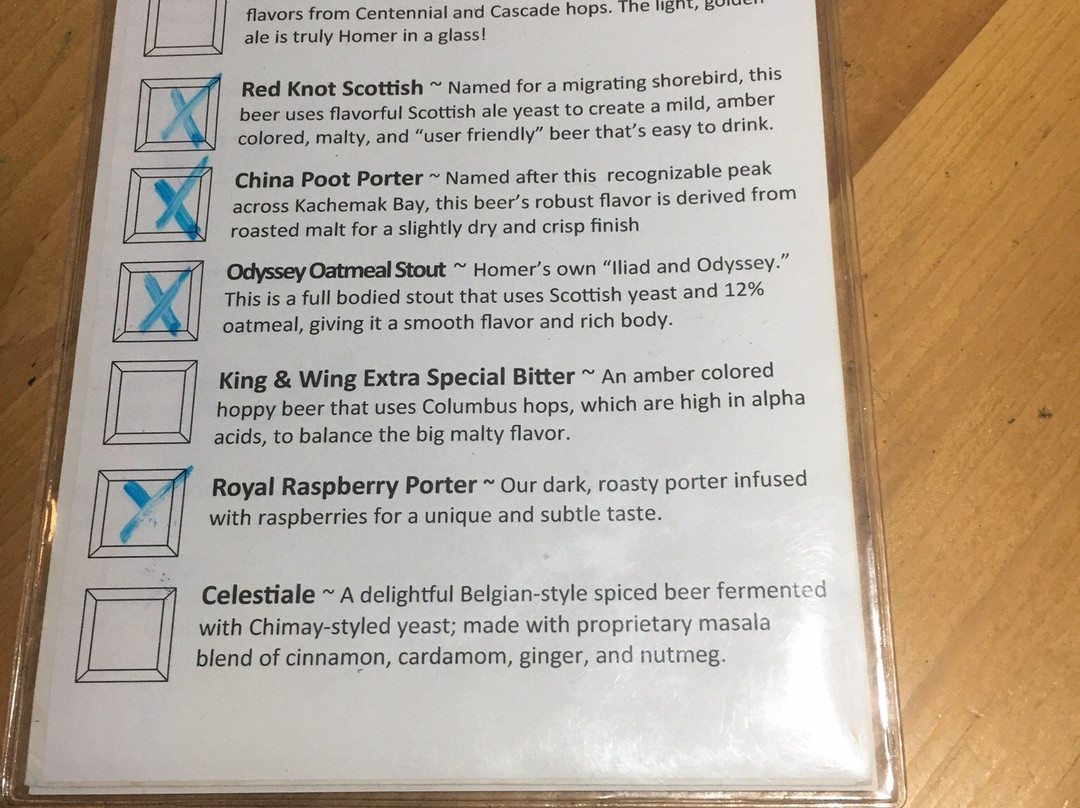 flavors from Centennial and Cascade hops. The light, golden
ale is truly Homer in a glass!
Red Knot Scottish ~ Named for a migrating shorebird, this
beer uses flavorful Scottish ale yeast to create a mild, amber
colored, malty, and “user friendly” beer that’s easy to drink.
China Poot Porter ~ Named after this recognizable peak
across Kachemak Bay, this beer’s robust flavor is derived from
roasted malt for a slightly dry and crisp finish
Odyssey Oatmeal Stout ~ Homer’s own “Iliad and Odyssey.”
This is a full bodied stout that uses Scottish yeast and 12%
oatmeal, giving it a smooth flavor and rich body.
King & Wing Extra Special Bitter ~ An amber colored
hoppy beer that uses Columbus hops, which are high in alpha
acids, to balance the big malty flavor.
Royal Raspberry Porter ~ Our dark, roasty porter infused
with raspberries for a unique and subtle taste.
Celestiale ~ A delightful Belgian-style spiced beer fermented
with Chimay-styled yeast; made with proprietary masala
blend of cinnamon, cardamom, ginger, and nutmeg.